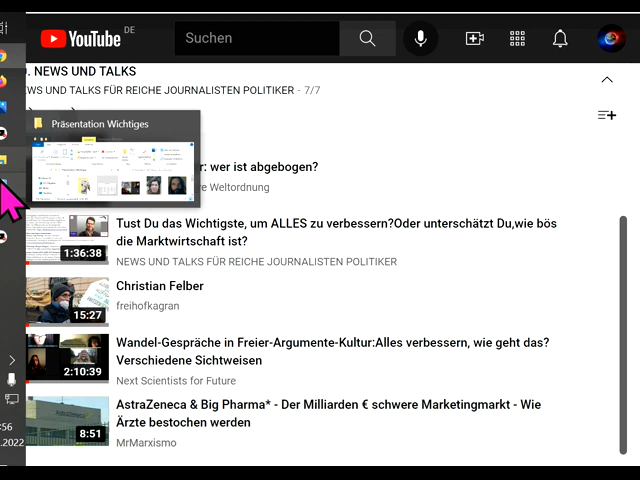 YouTube DE
Suchen
. NEWS UND TALKS
EWS UND TALKS FÜR REICHE JOURNALISTEN POLITIKER - 7/7
Präsentation Wichtiges
r: wer ist abgebogen?
re Weltordnung
Tust Du das Wichtigste, um ALLES zu verbessern?Oder unterschätzt Du,wie bös
die Marktwirtschaft ist?
1:36:38
NEWS UND TALKS FÜR REICHE JOURNALISTEN POLITIKER
Christian Felber
freihofkagran
15:27
Wandel-Gespräche in Freier-Argumente-Kultur:Alles verbessern, wie geht das?
Verschiedene Sichtweisen
2:10:39
Next Scientists for Future
AstraZeneca & Big Pharma* - Der Milliarden € schwere Marketingmarkt - Wie
Ärzte bestochen werden
8:51
MrMarxismo
:56
.2022